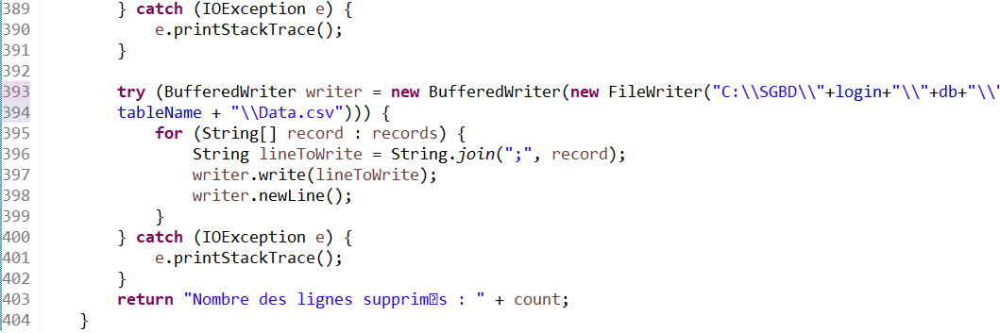 389 } catch (IOException e) {
390 e.printStackTrace();
391 }
392
393 try (BufferedWriter writer = new BufferedWriter(new FileWriter("C:\\SGBD\\"+login+"\\"+db+"\\"
394 tableName + "\\Data.csv"))) {
395 for (String[] record : records) {
396 String lineToWrite = String.join(";", record);
397 writer.write(lineToWrite);
398 writer.newLine();
399 }
400 } catch (IOException e) {
401 e.printStackTrace();
402 }
403 return "Nombre des lignes supprim�s : " + count;
404 }